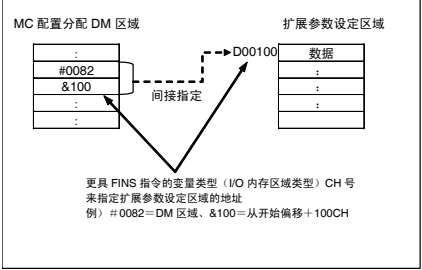 MC 配置分配 DM 区域
扩展参数设定区域
:
#0082
&100
:
:
D00100
数据
:
:
:
间接指定
更具 FINS 指令的变量类型(I/O 内存区域类型)CH 号
来指定扩展参数设定区域的地址
例)＃0082＝DM 区域、&100＝从开始偏移＋100CH